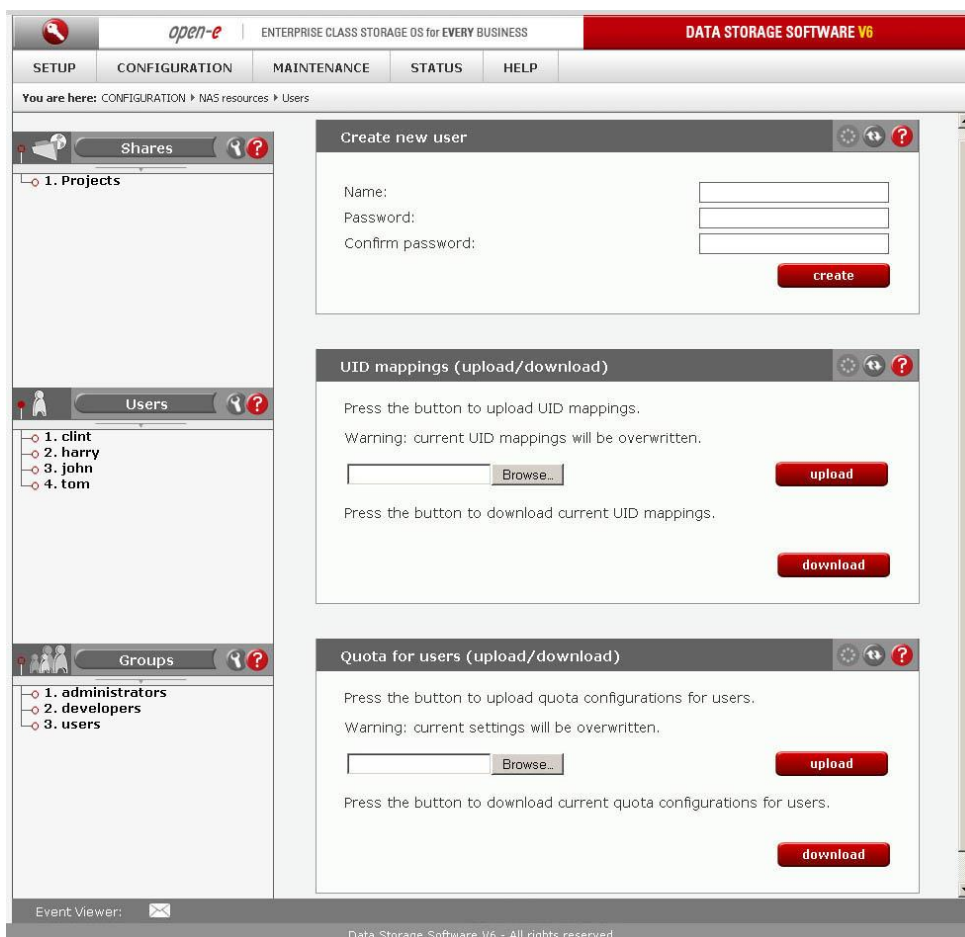 open-e ENTERPRISE CLASS STORAGE OS for EVERY BUSINESS DATA STORAGE SOFTWARE V6
SETUP CONFIGURATION MAINTENANCE STATUS HELP
You are here: CONFIGURATION NAS resources Users
Shares ?
1. Projects
Users ?
1. clint
2. harry
3. john
4. tom
Groups ?
1. administrators
2. developers
3. users
Create new user ?
Name:
Password:
Confirm password:
create
UID mappings (upload/download) ?
Press the button to upload UID mappings.
Warning: current UID mappings will be overwritten.
Browse... upload
Press the button to download current UID mappings.
download
Quota for users (upload/download) ?
Press the button to upload quota configurations for users.
Warning: current settings will be overwritten.
Browse... upload
Press the button to download current quota configurations for users.
download
Event Viewer:
Data Storage Software V6 - All rights reserved